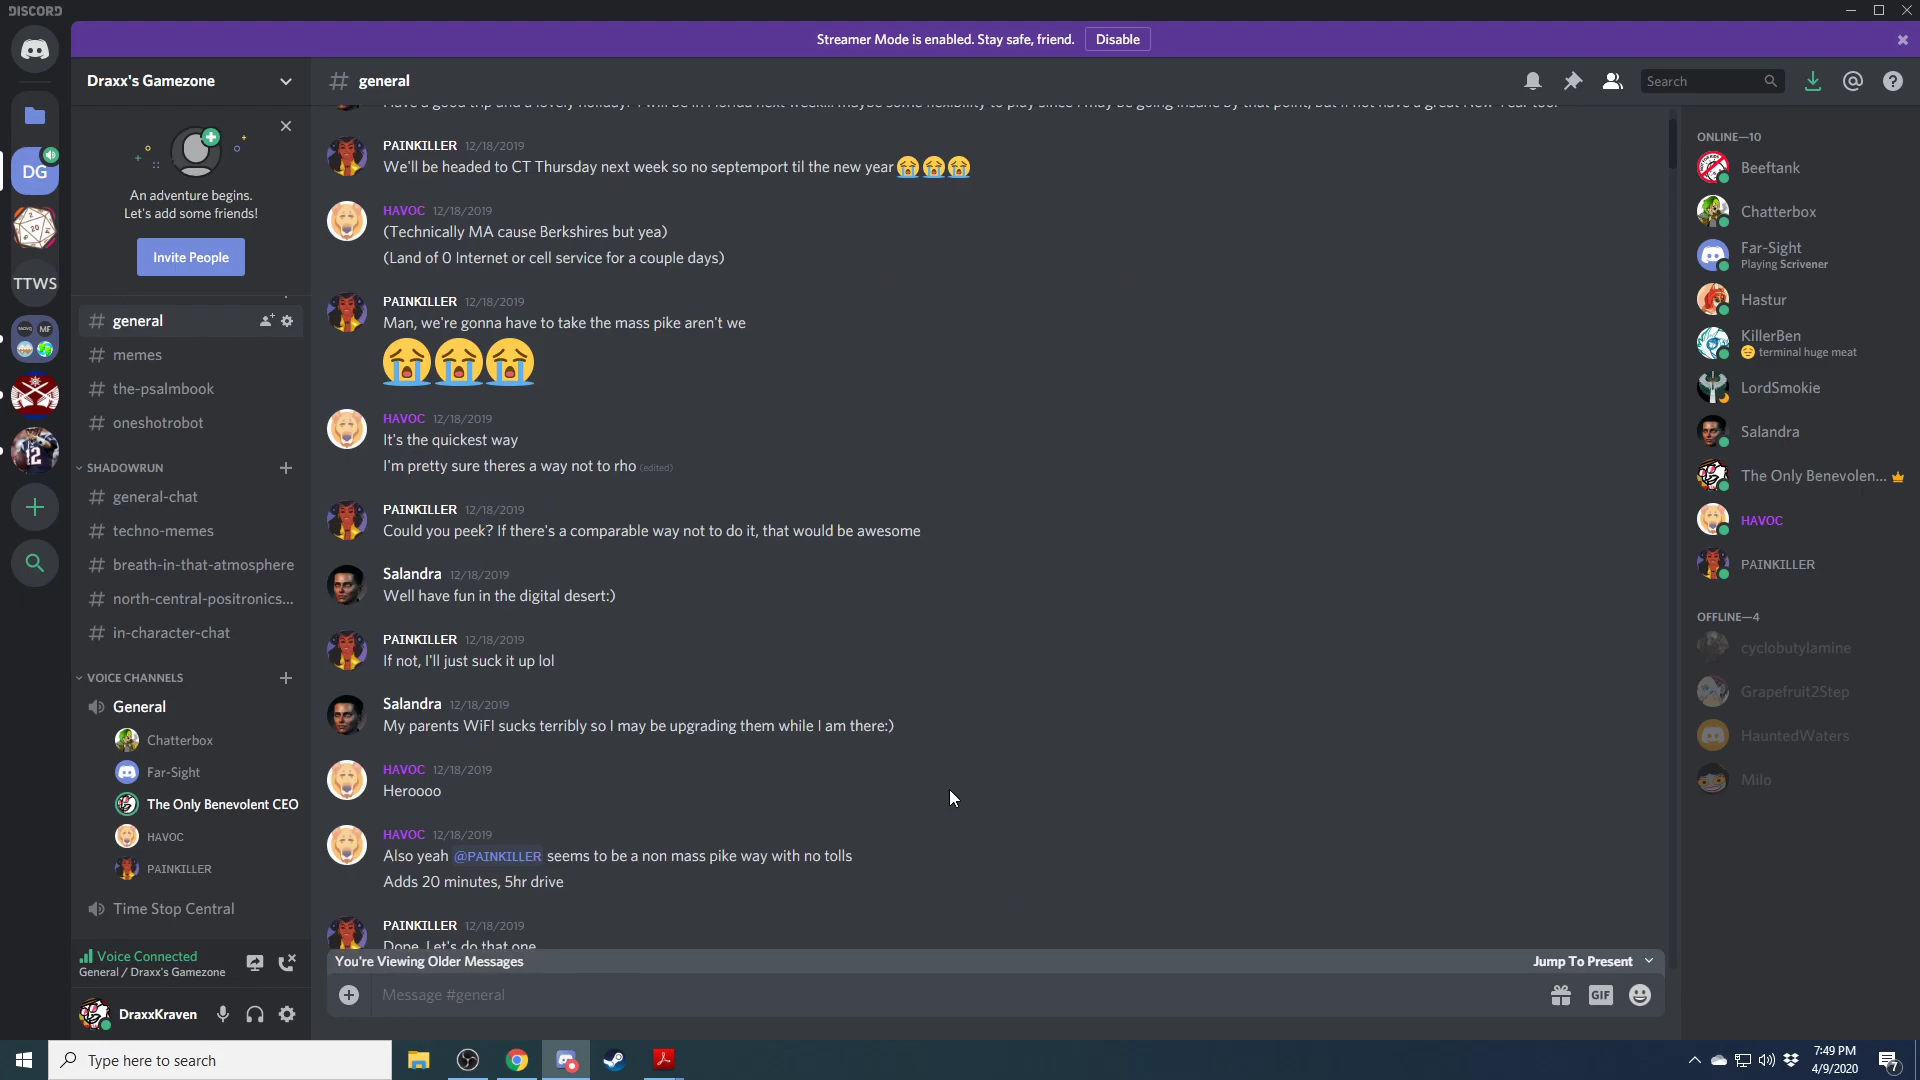 DISCORD
Streamer Mode is enabled. Stay safe, friend.
Disable
DG
TTWS
MF
Draxx's Gamezone
An adventure begins.
Let's add some friends!
Invite People
general
memes
the-psalmbook
oneshotrobot
SHADOWRUN
general-chat
techno-memes
breath-in-that-atmosphere
north-central-positronics...
in-character-chat
VOICE CHANNELS
General
Chatterbox
Far-Sight
The Only Benevolent CEO
HAVOC
PAINKILLER
Time Stop Central
Voice Connected
General / Draxx's Gamezone
DraxxKraven
# general
Search
PAINKILLER 12/18/2019
We'll be headed to CT Thursday next week so no septemport til the new year 😭😭😭
HAVOC 12/18/2019
(Technically MA cause Berkshires but yea)
(Land of 0 Internet or cell service for a couple days)
PAINKILLER 12/18/2019
Man, we're gonna have to take the mass pike aren't we
😭😭😭
HAVOC 12/18/2019
It's the quickest way
I'm pretty sure theres a way not to rho (edited)
PAINKILLER 12/18/2019
Could you peek? If there's a comparable way not to do it, that would be awesome
Salandra 12/18/2019
Well have fun in the digital desert:)
PAINKILLER 12/18/2019
If not, I'll just suck it up lol
Salandra 12/18/2019
My parents WiFI sucks terribly so I may be upgrading them while I am there:)
HAVOC 12/18/2019
Heroooo
HAVOC 12/18/2019
Also yeah @PAINKILLER seems to be a non mass pike way with no tolls
Adds 20 minutes, 5hr drive
PAINKILLER 12/18/2019
Dope. Let's do that one
You're Viewing Older Messages
Jump To Present
Message #general
GIF
ONLINE—10
Beeftank
Chatterbox
Far-Sight
Playing Scrivener
Hastur
KillerBen
😑 terminal huge meat
LordSmokie
Salandra
The Only Benevolen...
HAVOC
PAINKILLER
OFFLINE—4
cyclobutylamine
Grapefruit2Step
HauntedWaters
Milo
Type here to search
7:49 PM
4/9/2020
7